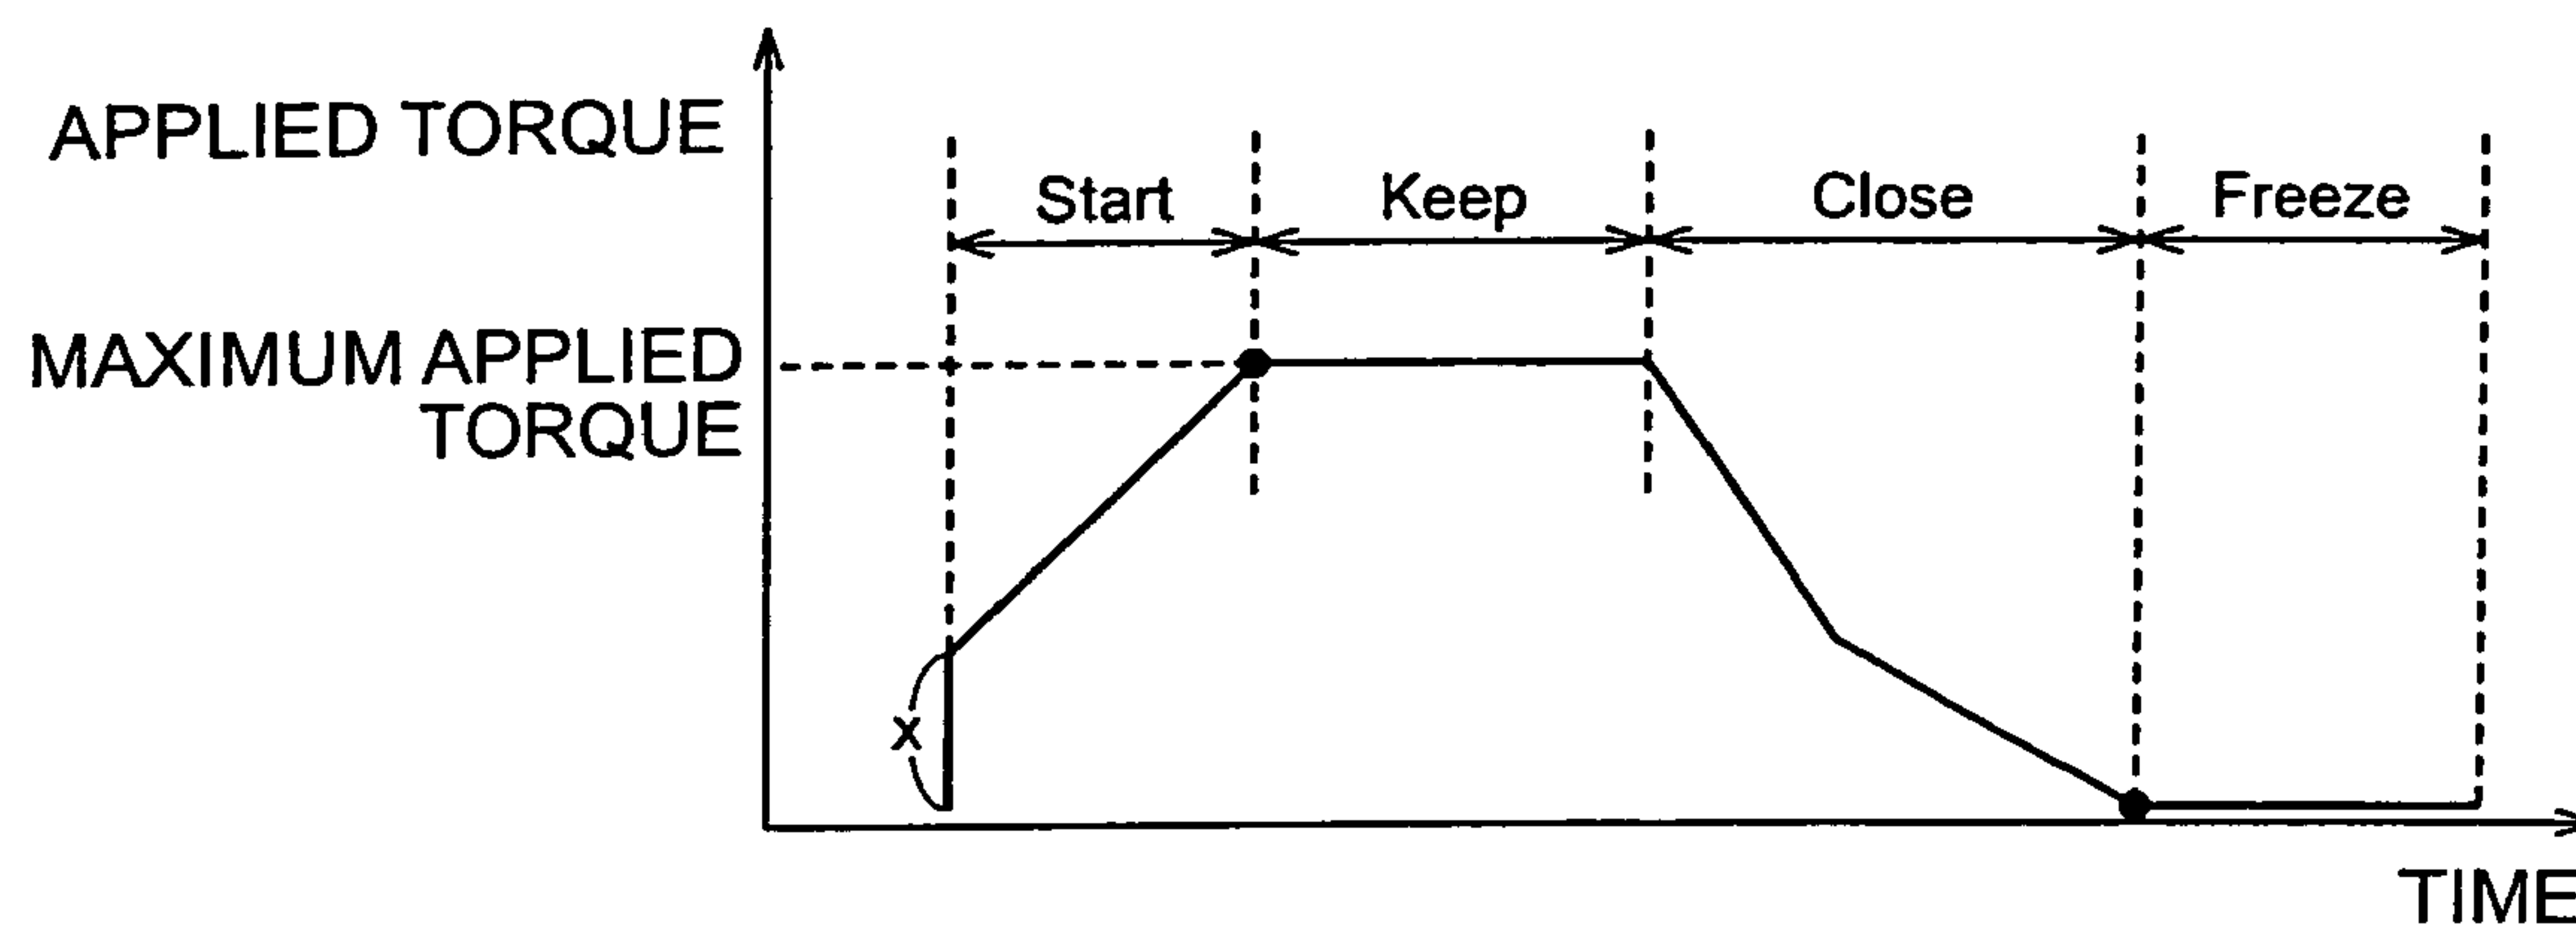 APPLIED TORQUE
Start Keep Close Freeze
MAXIMUM APPLIED
TORQUE
x
TIME